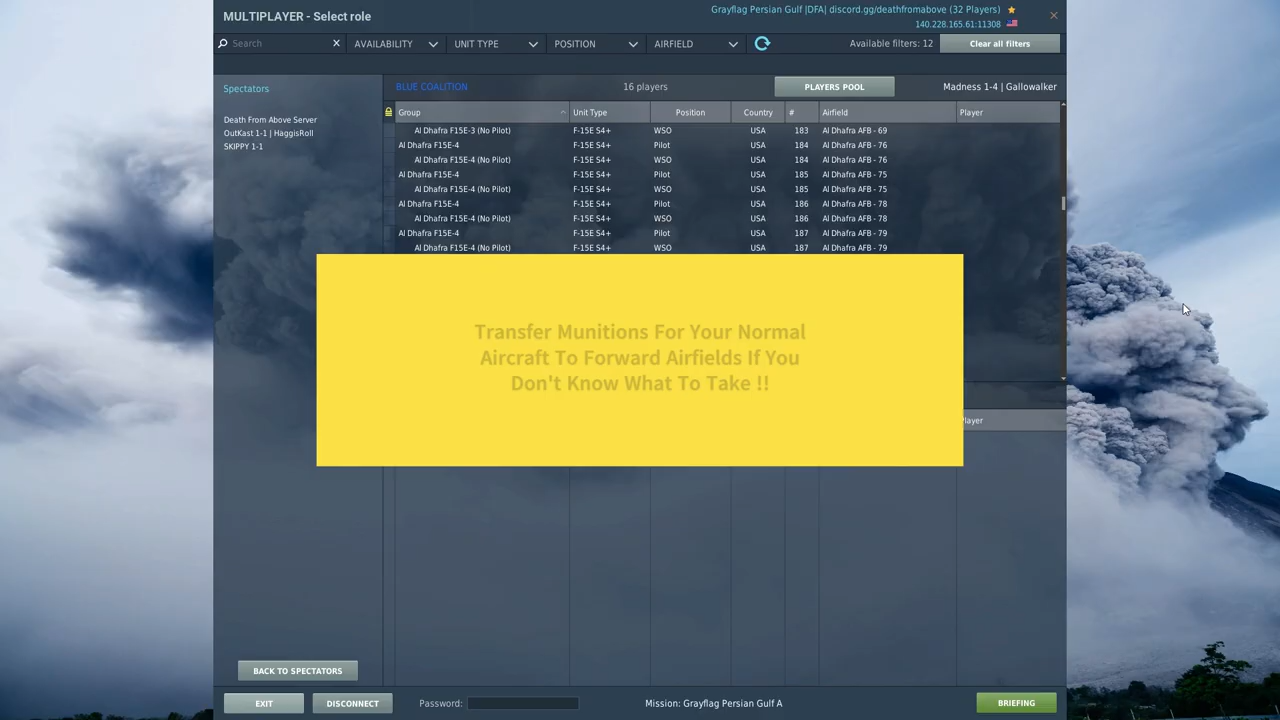 MULTIPLAYER - Select role
Grayflag Persian Gulf |DFA| discord.gg/deathfromabove (32 Players)
140.228.165.61:11308
Search
AVAILABILITY
UNIT TYPE
POSITION
AIRFIELD
Available filters: 12
Clear all filters
Spectators
Death From Above Server
OutKast 1-1 | HaggisRoll
SKIPPY 1-1
BLUE COALITION
16 players
PLAYERS POOL
Madness 1-4 | Gallowalker
Group Unit Type Position Country # Airfield Player
Al Dhafra F15E-3 (No Pilot) F-15E S4+ WSO USA 183 Al Dhafra AFB - 69
Al Dhafra F15E-4 F-15E S4+ Pilot USA 184 Al Dhafra AFB - 76
Al Dhafra F15E-4 (No Pilot) F-15E S4+ WSO USA 184 Al Dhafra AFB - 76
Al Dhafra F15E-4 F-15E S4+ Pilot USA 185 Al Dhafra AFB - 75
Al Dhafra F15E-4 (No Pilot) F-15E S4+ WSO USA 185 Al Dhafra AFB - 75
Al Dhafra F15E-4 F-15E S4+ Pilot USA 186 Al Dhafra AFB - 78
Al Dhafra F15E-4 (No Pilot) F-15E S4+ WSO USA 186 Al Dhafra AFB - 78
Al Dhafra F15E-4 F-15E S4+ Pilot USA 187 Al Dhafra AFB - 79
Al Dhafra F15E-4 (No Pilot) F-15E S4+ WSO USA 187 Al Dhafra AFB - 79
Transfer Munitions For Your Normal
Aircraft To Forward Airfields If You
Don't Know What To Take !!
Player
BACK TO SPECTATORS
EXIT
DISCONNECT
Password:
Mission: Grayflag Persian Gulf A
BRIEFING